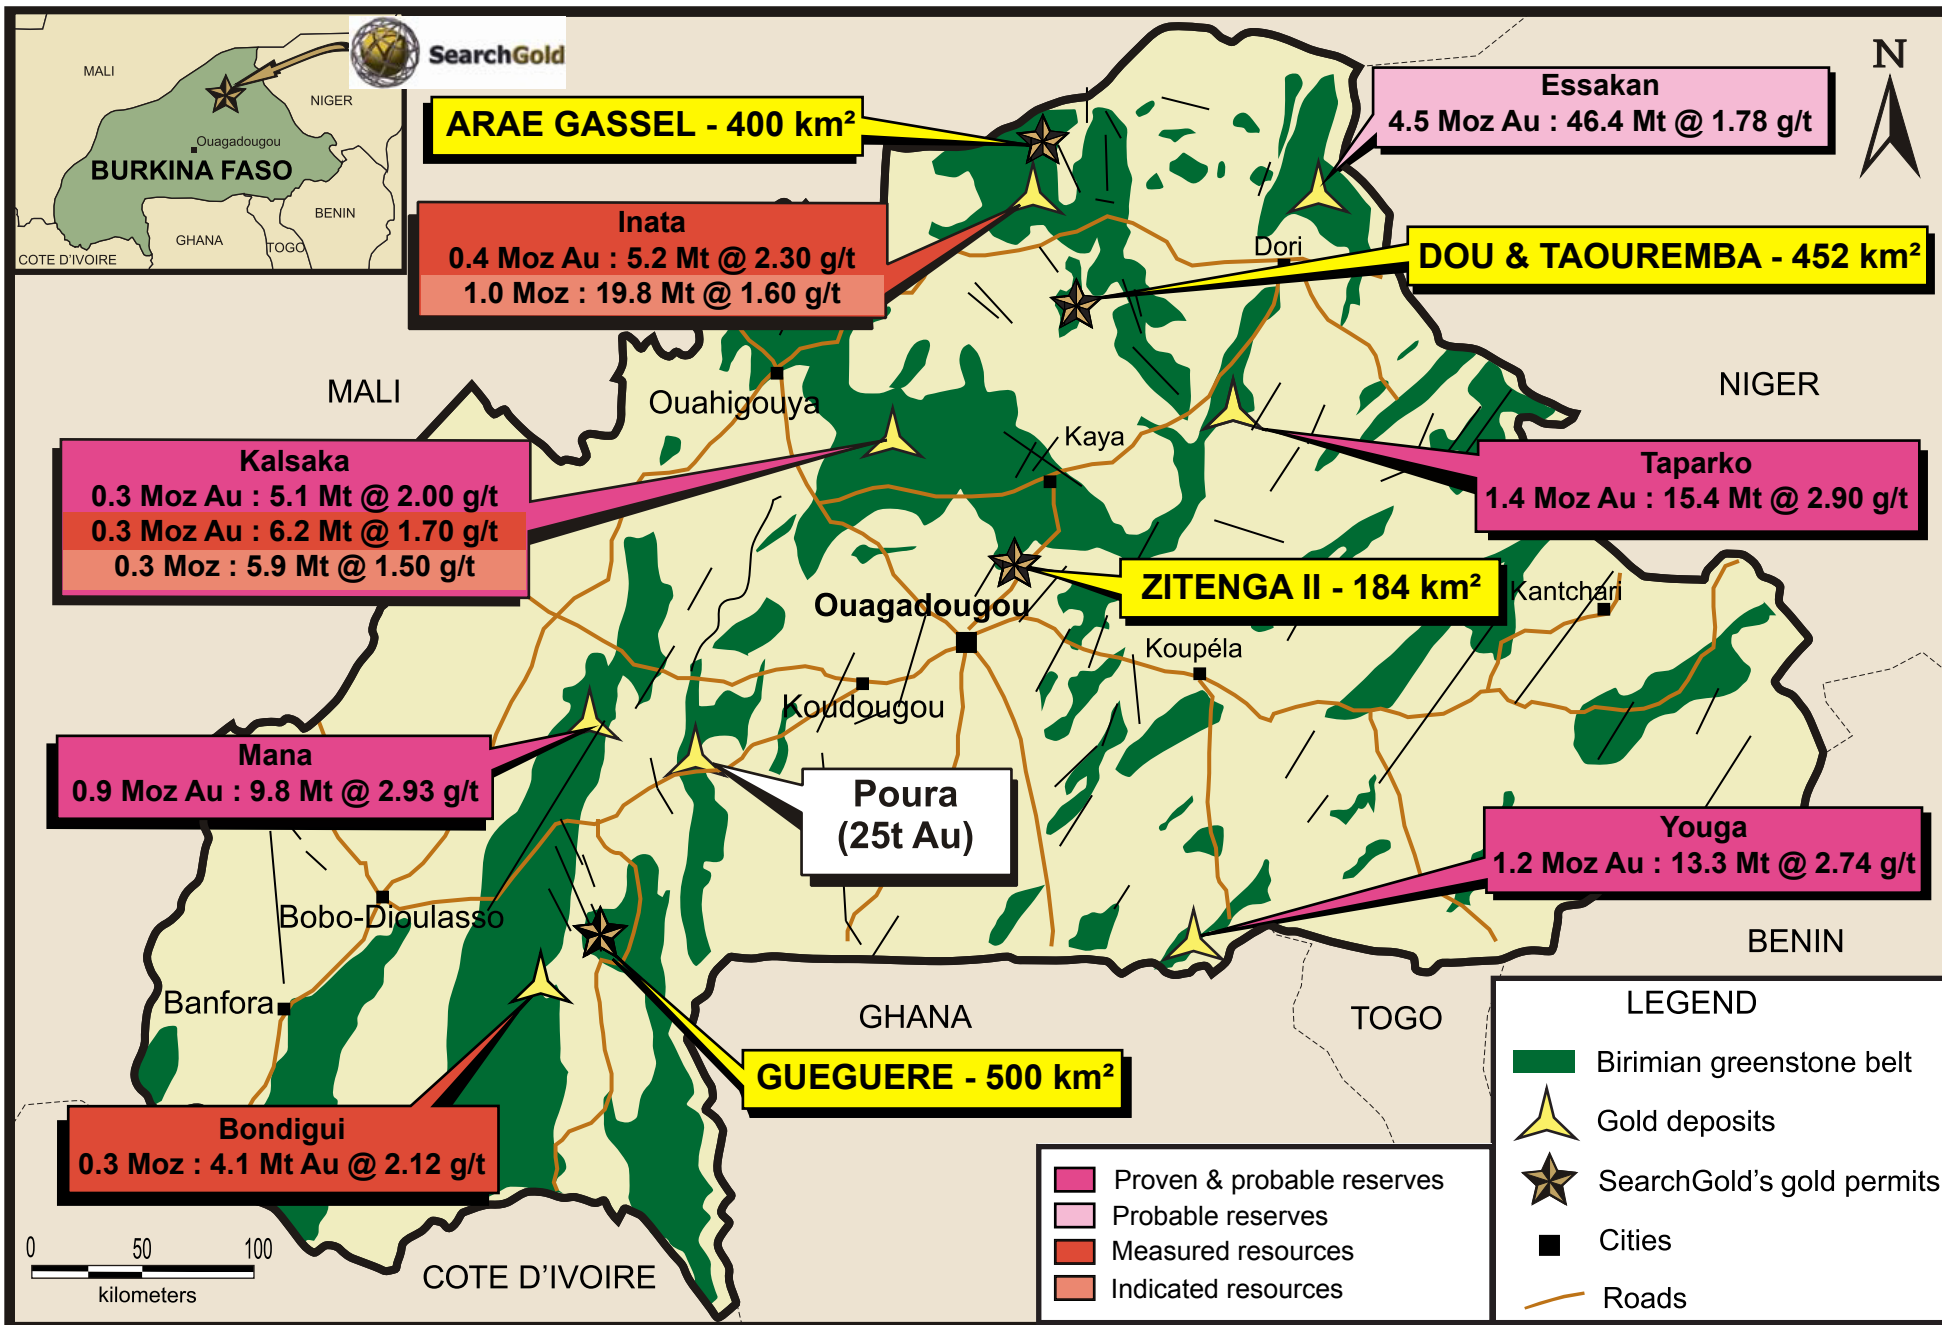 MALI
NIGER
Ouagadougou
BURKINA FASO
BENIN
GHANA
TOGO
COTE D'IVOIRE
SearchGold
ARAE GASSEL - 400 km²
Essakan
4.5 Moz Au : 46.4 Mt @ 1.78 g/t
N
Inata
0.4 Moz Au : 5.2 Mt @ 2.30 g/t
1.0 Moz : 19.8 Mt @ 1.60 g/t
Dori
DOU & TAOUREMBA - 452 km²
MALI
Ouahigouya
NIGER
Kaya
Kalsaka
0.3 Moz Au : 5.1 Mt @ 2.00 g/t
0.3 Moz Au : 6.2 Mt @ 1.70 g/t
0.3 Moz : 5.9 Mt @ 1.50 g/t
Taparko
1.4 Moz Au : 15.4 Mt @ 2.90 g/t
ZITENGA II - 184 km²
Kantchari
Ouagadougou
Koupéla
Koudougou
Mana
0.9 Moz Au : 9.8 Mt @ 2.93 g/t
Poura
(25t Au)
Youga
1.2 Moz Au : 13.3 Mt @ 2.74 g/t
Bobo-Dioulasso
BENIN
Banfora
GHANA
TOGO
GUEGUERE - 500 km²
Bondigui
0.3 Moz : 4.1 Mt Au @ 2.12 g/t
COTE D'IVOIRE
0 50 100
kilometers
Proven & probable reserves
Probable reserves
Measured resources
Indicated resources
LEGEND
Birimian greenstone belt
Gold deposits
SearchGold's gold permits
Cities
Roads